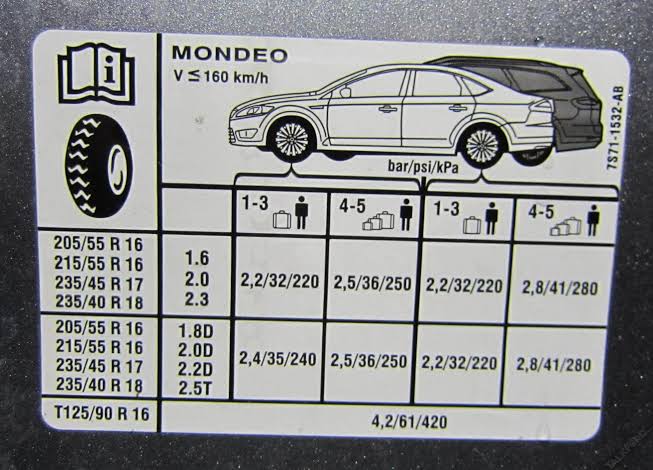 MONDEO
V ≤ 160 km/h
7S71-1532-AB
bar/psi/kPa
1-3 4-5 1-3 4-5
205/55 R 16
215/55 R 16 1.6
235/45 R 17 2.0 2,2/32/220 2,5/36/250 2,2/32/220 2,8/41/280
235/40 R 18 2.3
205/55 R 16 1.8D
215/55 R 16 2.0D
235/45 R 17 2.2D 2,4/35/240 2,5/36/250 2,2/32/220 2,8/41/280
235/40 R 18 2.5T
T125/90 R 16 4,2/61/420